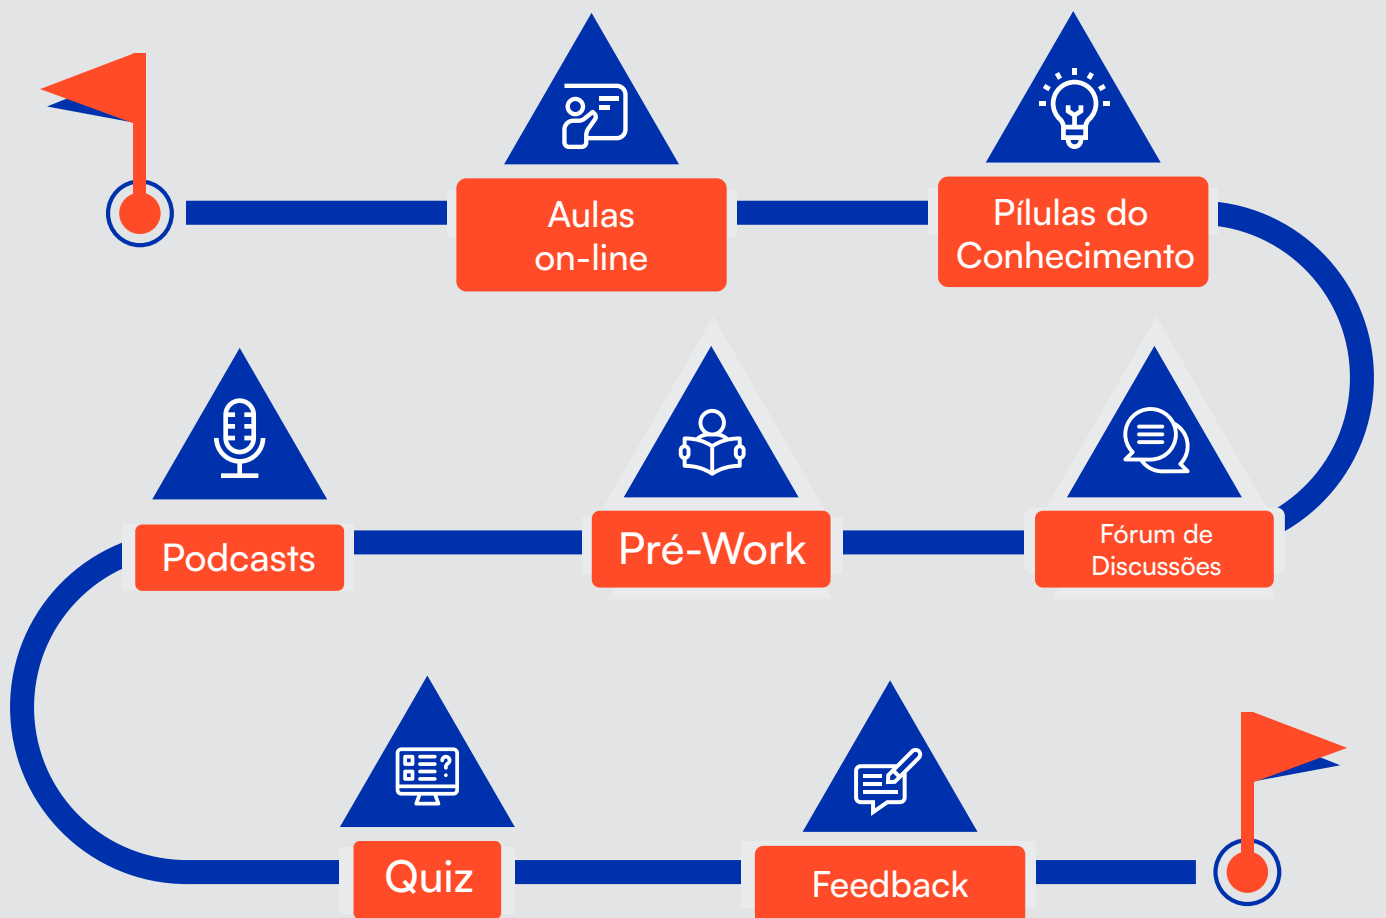 Aulas
on-line
Pílulas do
Conhecimento
Fórum de
Discussões
Pré-Work
Podcasts
Quiz
Feedback